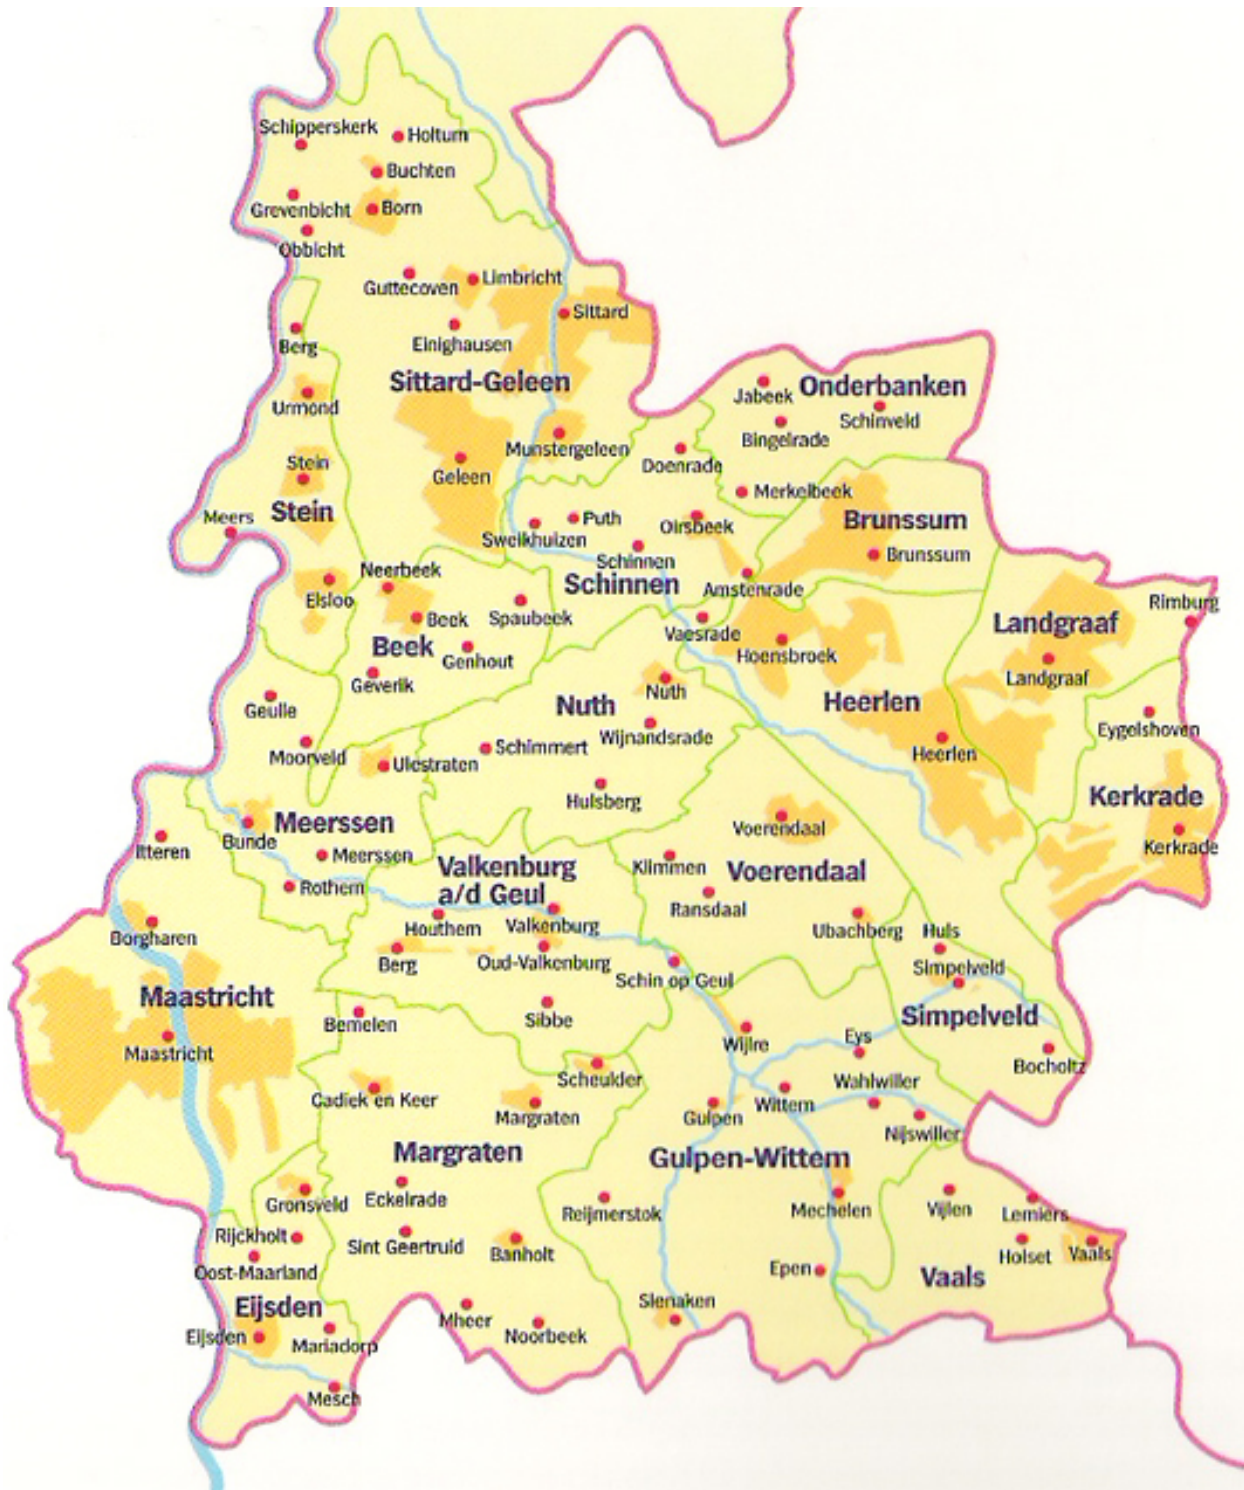 Schipperskerk
Holtum
Buchten
Grevenbicht
Born
Obbicht
Guttecoven
Limbricht
Sittard
Berg
Einighausen
Sittard-Geleen
Jabeek
Onderbanken
Urmond
Schinveld
Bingelrade
Munstergeleen
Stein
Geleen
Doenrade
Merkelbeek
Meers
Stein
Puth
Oirsbeek
Brunssum
Sweikhuizen
Brunssum
Schinnen
Neerbeek
Schinnen
Amstenrade
Elsloo
Rimburg
Beek
Spaubeek
Landgraaf
Vaesrade
Beek
Genhout
Hoensbroek
Geverik
Landgraaf
Nuth
Geulle
Nuth
Heerlen
Wijnandsrade
Eygelshoven
Moorveld
Schimmert
Heerlen
Ulestraten
Hulsberg
Kerkrade
Meerssen
Voerendaal
Bunde
Itteren
Meerssen
Kerkrade
Valkenburg
a/d Geul
Klimmen
Voerendaal
Rothem
Ransdaal
Borgharen
Houthem
Valkenburg
Ubachberg
Huls
Berg
Oud-Valkenburg
Simpelveld
Schin op Geul
Maastricht
Sibbe
Simpelveld
Bemelen
Wijlre
Eys
Maastricht
Bocholtz
Scheulder
Wahlwiller
Cadiek en Keer
Margraten
Gulpen
Wittem
Nijswiller
Margraten
Gulpen-Wittem
Gronsveld
Eckelrade
Reijmerstok
Mechelen
Vijlen
Lemiers
Rijckholt
Sint Geertruid
Banholt
Holset
Vaals
Oost-Maarland
Epen
Vaals
Eijsden
Slenaken
Mheer
Eijsden
Mariadorp
Noorbeek
Mesch